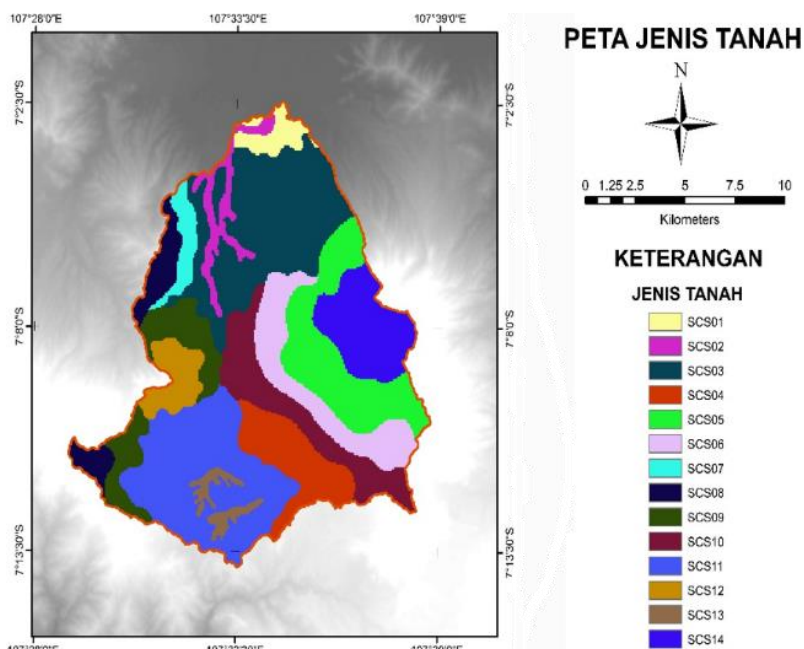 107°28'0"E 107°33'30"E 107°39'0"E
PETA JENIS TANAH
N
7°2'30"S 7°2'30"S
0 1.25 2.5 5 7.5 10
Kilometers
KETERANGAN
JENIS TANAH
SCS01
SCS02
7°8'0"S 7°8'0"S
SCS03
SCS04
SCS05
SCS06
SCS07
SCS08
SCS09
SCS10
7°13'30"S 7°13'30"S
SCS11
SCS12
SCS13
SCS14